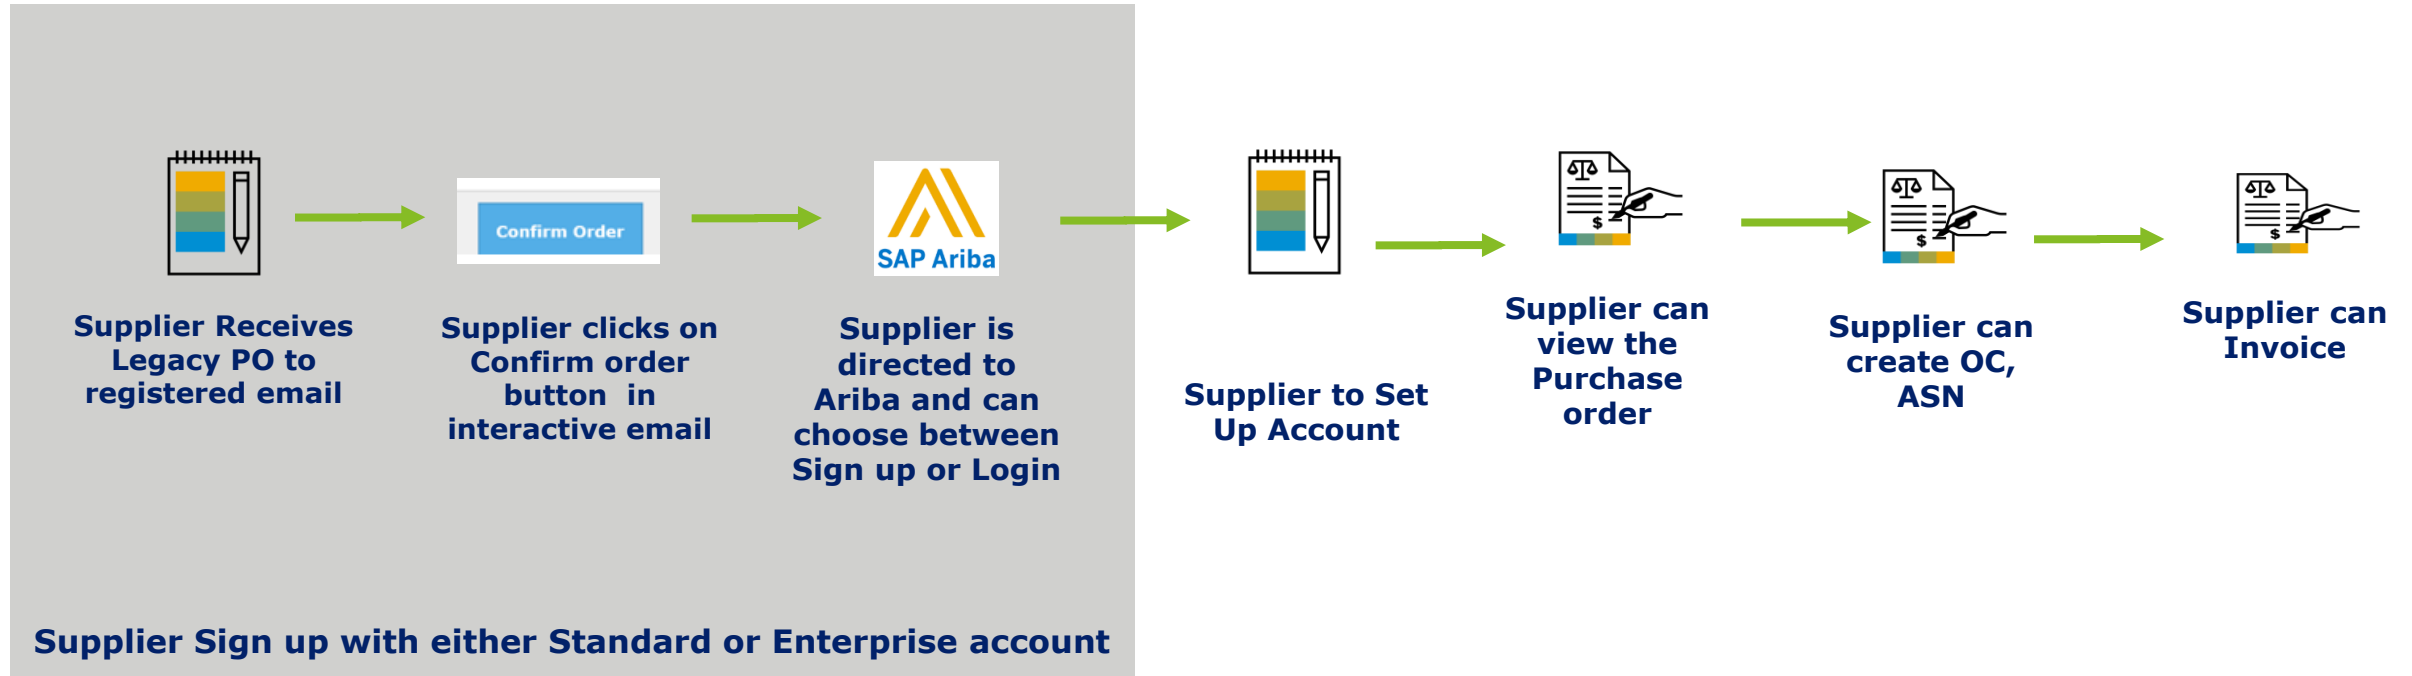 Confirm Order
SAP Ariba
$
$
$
Supplier Receives
Legacy PO to
registered email
Supplier clicks on
Confirm order
button in
interactive email
Supplier is
directed to
Ariba and can
choose between
Sign up or Login
Supplier to Set
Up Account
Supplier can
view the
Purchase
order
Supplier can
create OC,
ASN
Supplier can
Invoice
Supplier Sign up with either Standard or Enterprise account